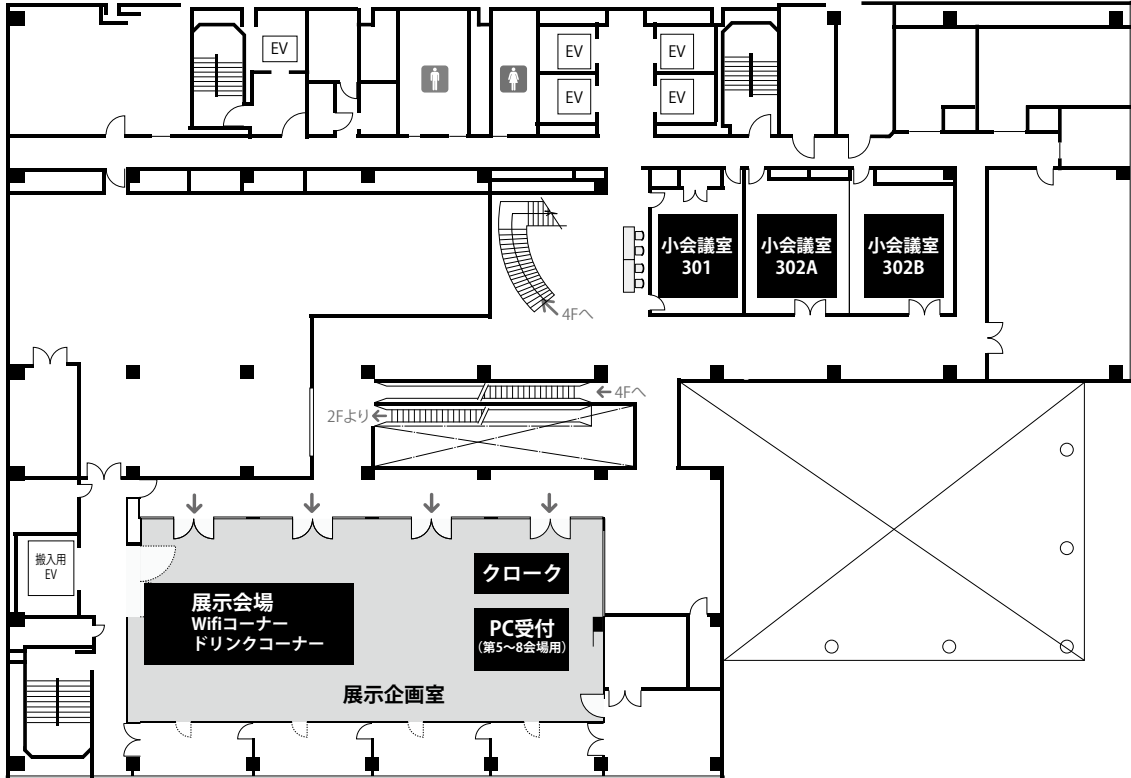 EV
EV
EV
EV
EV
小会議室
301
小会議室
302A
小会議室
302B
4Fへ
4Fへ
2Fより
搬入用
EV
クローク
展示会場
Wifiコーナー
ドリンクコーナー
PC受付
(第5〜8会場用)
展示企画室